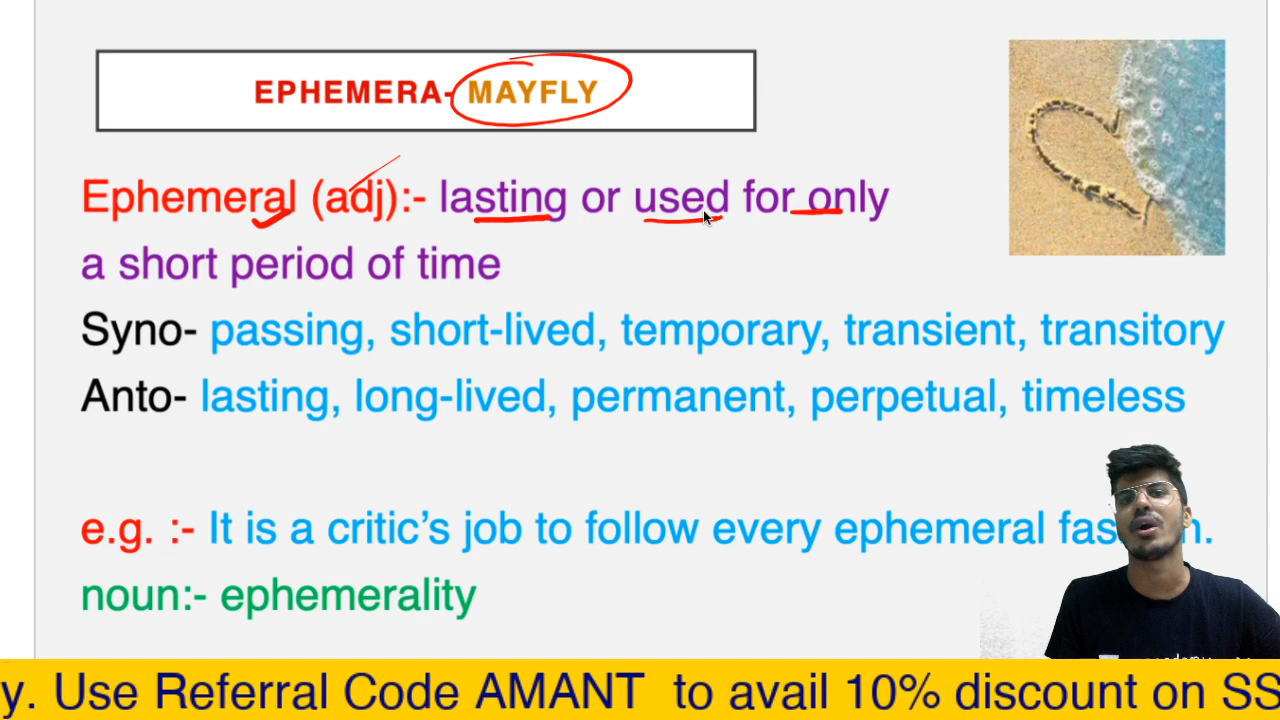 EPHEMERA- MAYFLY
Ephemeral (adj):- lasting or used for only
a short period of time
Syno- passing, short-lived, temporary, transient, transitory
Anto- lasting, long-lived, permanent, perpetual, timeless
e.g. :- It is a critic's job to follow every ephemeral
noun:- ephemerality
y. Use Referral Code AMANT to avail 10% discount on SS